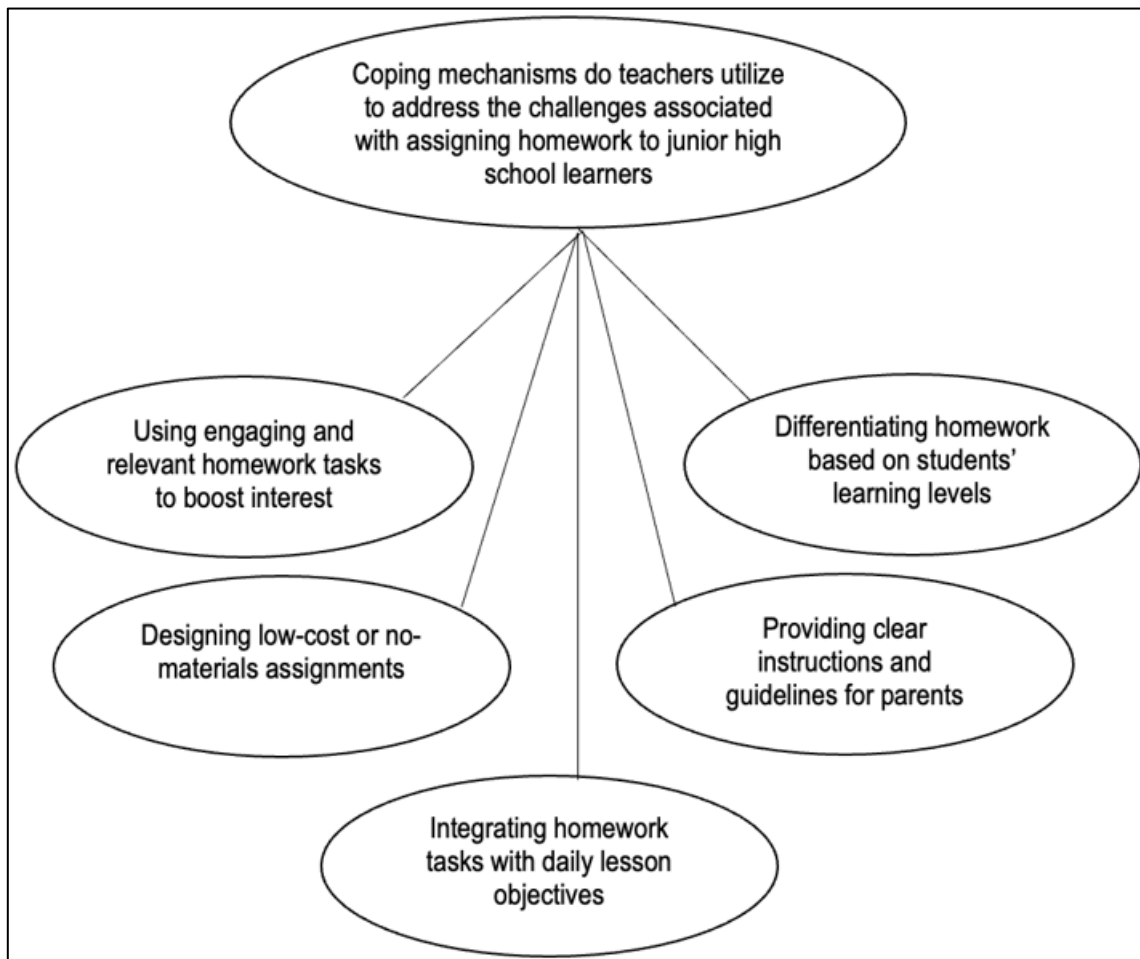 Coping mechanisms do teachers utilize
to address the challenges associated
with assigning homework to junior high
school learners
Using engaging and
relevant homework tasks
to boost interest
Differentiating homework
based on students’
learning levels
Designing low-cost or no-
materials assignments
Providing clear
instructions and
guidelines for parents
Integrating homework
tasks with daily lesson
objectives